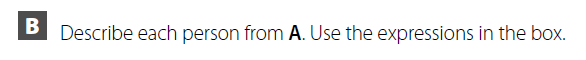 B Describe each person from A. Use the expressions in the box.